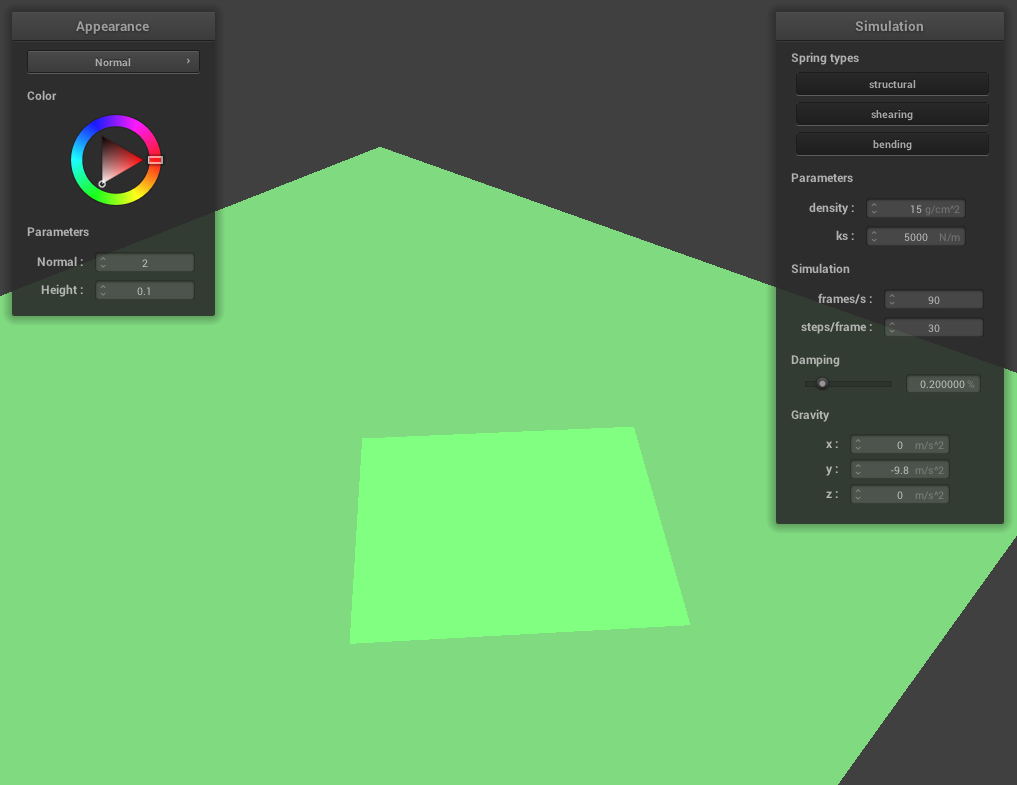 Appearance
Normal ›
Color
Parameters
Normal : 2
Height : 0.1
Simulation
Spring types
structural
shearing
bending
Parameters
density : 15 g/cm^2
ks : 5000 N/m
Simulation
frames/s : 90
steps/frame : 30
Damping
0.200000 %
Gravity
x : 0 m/s^2
y : -9.8 m/s^2
z : 0 m/s^2